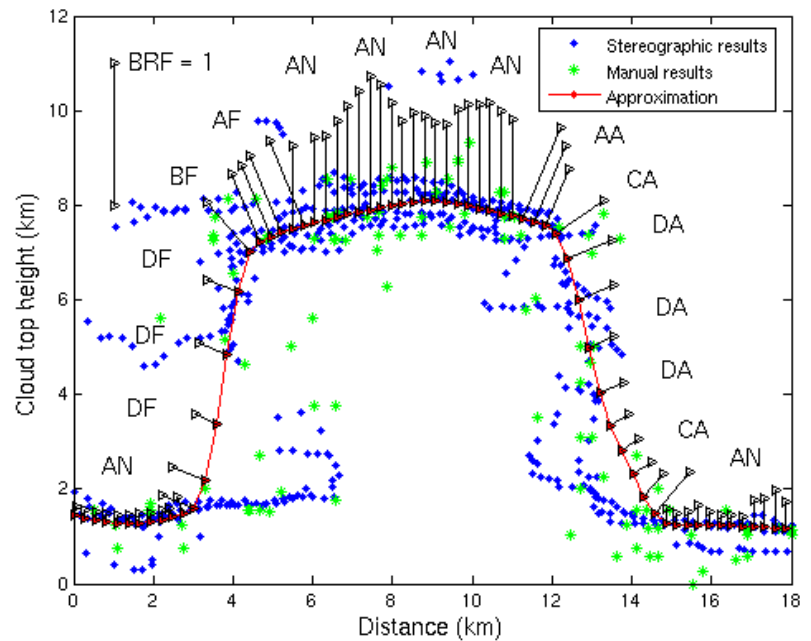 12
10
8
6
4
2
0
Cloud top height (km)
0 2 4 6 8 10 12 14 16 18
Distance (km)
BRF = 1
Stereographic results
Manual results
Approximation
AN
AN
AN
AN
AF
BF
DF
DF
DF
AN
AA
CA
DA
DA
DA
CA
AN